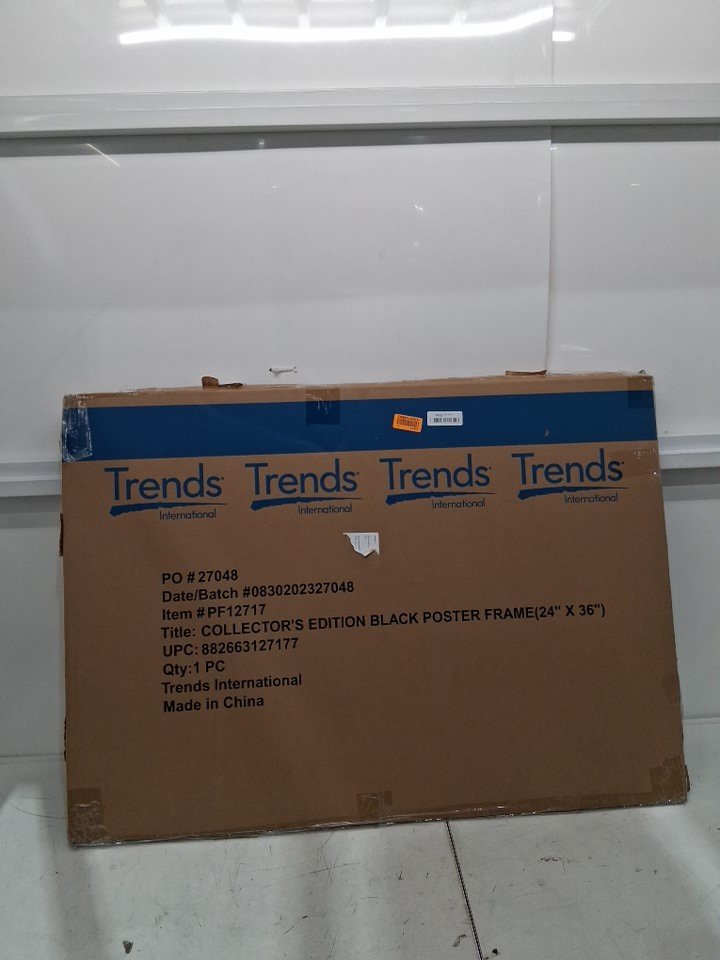 Trends Trends Trends Trends
International International International International
PO # 27048
Date/Batch #0830202327048
Item # PF12717
Title: COLLECTOR'S EDITION BLACK POSTER FRAME(24" X 36")
UPC: 882663127177
Qty:1 PC
Trends International
Made in China